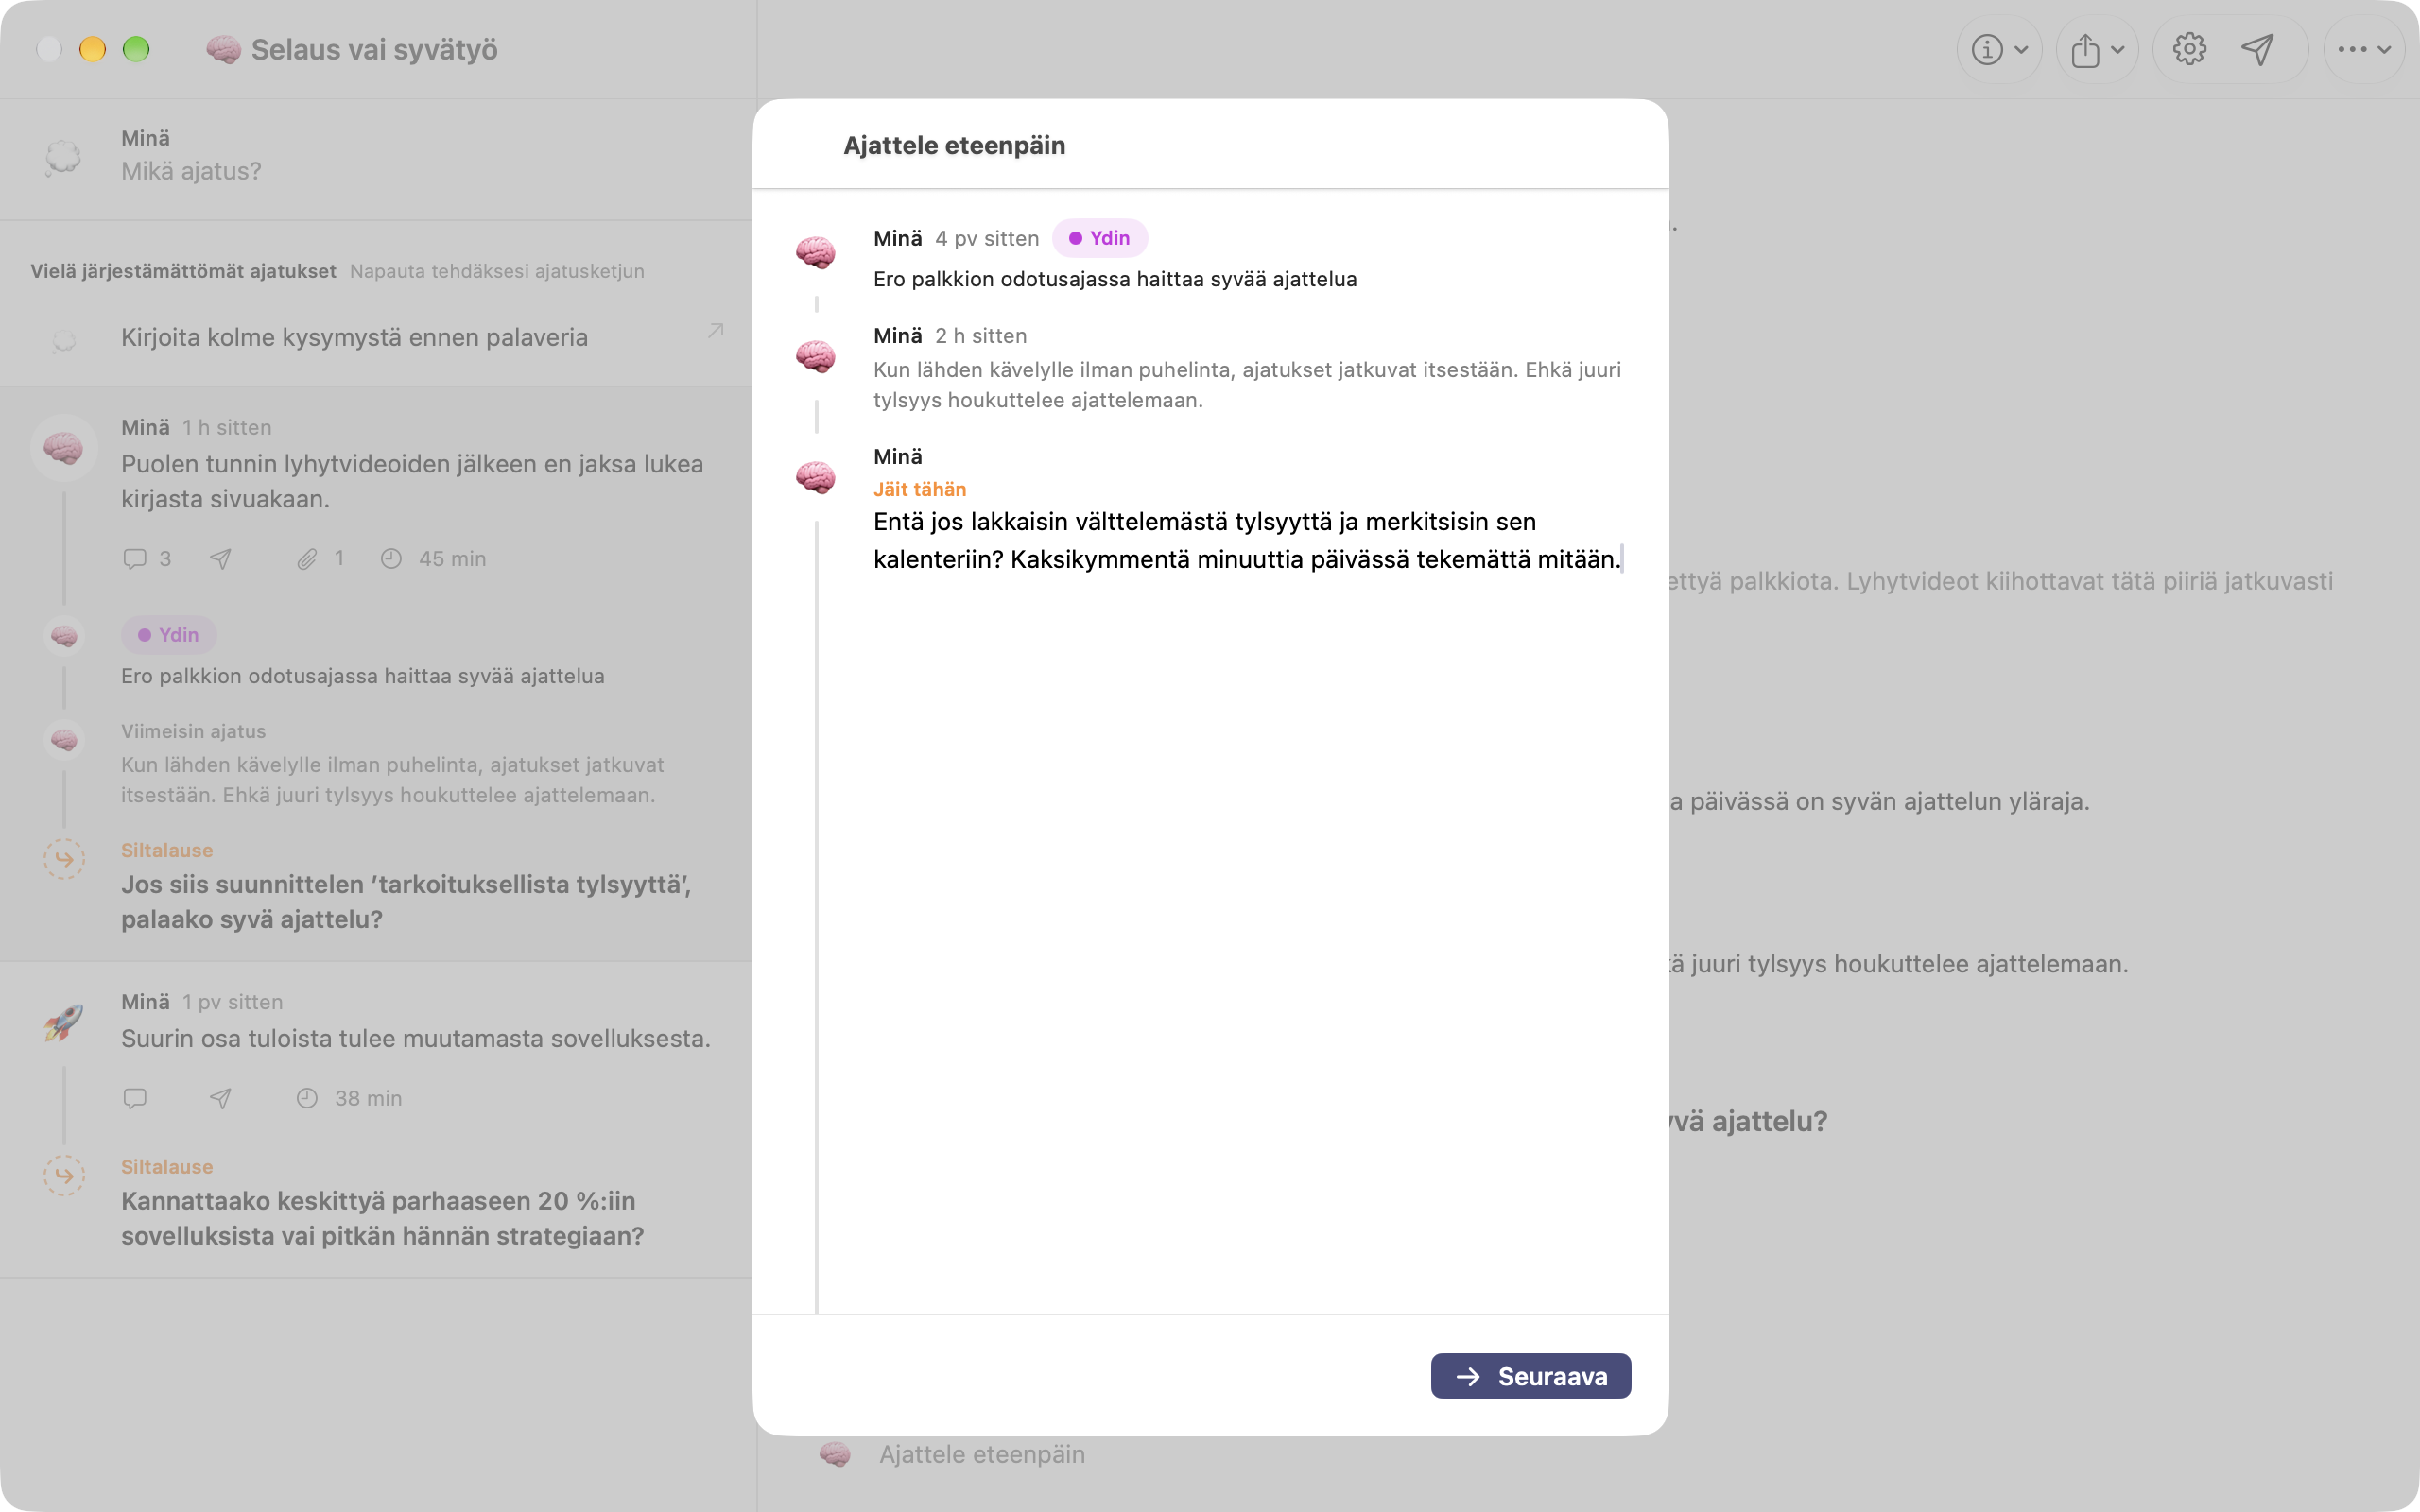 Selaus vai syvätyö
Minä
Mikä ajatus?
Vielä järjestämättömät ajatukset Napauta tehdäksesi ajatusketjun
Kirjoita kolme kysymystä ennen palaveria
Minä 1 h sitten
Puolen tunnin lyhytvideoiden jälkeen en jaksa lukea
kirjasta sivuakaan.
3 1 45 min
Ydin
Ero palkkion odotusajassa haittaa syvää ajattelua
Viimeisin ajatus
Kun lähden kävelylle ilman puhelinta, ajatukset jatkuvat
itsestään. Ehkä juuri tylsyys houkuttelee ajattelemaan.
Siltalause
Jos siis suunnittelen ’tarkoituksellista tylsyyttä’,
palaako syvä ajattelu?
Minä 1 pv sitten
Suurin osa tuloista tulee muutamasta sovelluksesta.
38 min
Siltalause
Kannattaako keskittyä parhaaseen 20 %:iin
sovelluksista vai pitkän hännän strategiaan?
Ajattele eteenpäin
Minä 4 pv sitten Ydin
Ero palkkion odotusajassa haittaa syvää ajattelua
Minä 2 h sitten
Kun lähden kävelylle ilman puhelinta, ajatukset jatkuvat itsestään. Ehkä juuri
tylsyys houkuttelee ajattelemaan.
Minä
Jäit tähän
Entä jos lakkaisin välttelemästä tylsyyttä ja merkitsisin sen
kalenteriin? Kaksikymmentä minuuttia päivässä tekemättä mitään.
Seuraava
palkkiota. Lyhytvideot kiihottavat tätä piiriä jatkuvasti
päivässä on syvän ajattelun yläraja.
juuri tylsyys houkuttelee ajattelemaan.
ajattelu?
Ajattele eteenpäin